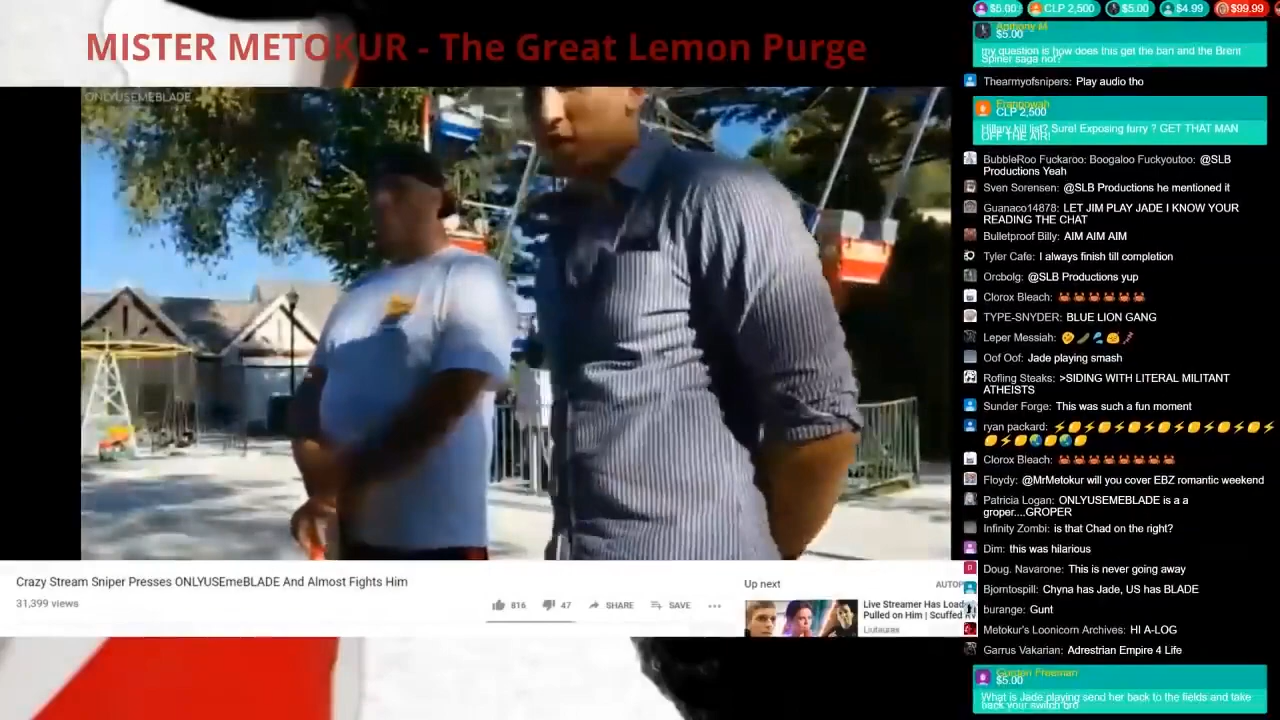 MISTER METOKUR - The Great Lemon Purge
ONLYUSEMEBLADE
Crazy Stream Sniper Presses ONLYUSEmeBLADE And Almost Fights Him
31,399 views
816
47
SHARE
SAVE
Up next
AUTOP
Live Streamer Has Load
Pulled on Him | Scuffed
$5.00
CLP 2,500
$5.00
$4.99
$99.99
Anthony M
$5.00
my question is how does this get the ban and the Brent
Spiner saga not?
Thearmyofsnipers: Play audio tho
Frannowah
CLP 2,500
Hillary kill list? Sure! Exposing furry ? GET THAT MAN
OFF THE AIR!
BubbleRoo Fuckaroo: Boogaloo Fuckyoutoo: @SLB
Productions Yeah
Sven Sorensen: @SLB Productions he mentioned it
Guanaco14878: LET JIM PLAY JADE I KNOW YOUR
READING THE CHAT
Bulletproof Billy: AIM AIM AIM
Tyler Cafe: I always finish till completion
Orcbolg: @SLB Productions yup
Clorox Bleach: 🦀🦀🦀🦀🦀🦀
TYPE-SNYDER: BLUE LION GANG
Leper Messiah:
Oof Oof: Jade playing smash
Rofling Steaks: >SIDING WITH LITERAL MILITANT
ATHEISTS
Sunder Forge: This was such a fun moment
ryan packard: ⚡🍋⚡🍋⚡🍋⚡🍋⚡🍋⚡🍋⚡🍋⚡
🍋⚡🍋🌎🍋🌎🍋
Clorox Bleach: 🦀🦀🦀🦀🦀🦀🦀🦀
Floydy: @MrMetokur will you cover EBZ romantic weekend
Patricia Logan: ONLYUSEMEBLADE is a a
groper....GROPER
Infinity Zombi: is that Chad on the right?
Dim: this was hilarious
Doug. Navarone: This is never going away
Bjorntospill: Chyna has Jade, US has BLADE
burange: Gunt
Metokur's Loonicorn Archives: HI A-LOG
Garrus Vakarian: Adrestrian Empire 4 Life
Gordon Freeman
$5.00
What is Jade playing send her back to the fields and take
back your switch bro